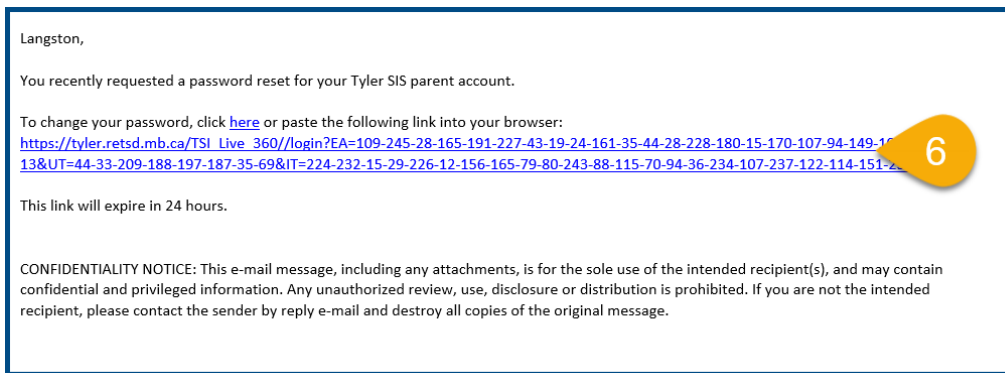 Langston,
You recently requested a password reset for your Tyler SIS parent account.
To change your password, click here or paste the following link into your browser:
https://tyler.retsd.mb.ca/TSI_Live_360//login?EA=109-245-28-165-191-227-43-19-24-161-35-44-28-228-180-15-170-107-94-149-
13&UT=44-33-209-188-197-187-35-69&IT=224-232-15-29-226-12-156-165-79-80-243-88-115-70-94-36-234-107-237-122-114-151-
6
This link will expire in 24 hours.
CONFIDENTIALITY NOTICE: This e-mail message, including any attachments, is for the sole use of the intended recipient(s), and may contain
confidential and privileged information. Any unauthorized review, use, disclosure or distribution is prohibited. If you are not the intended
recipient, please contact the sender by reply e-mail and destroy all copies of the original message.